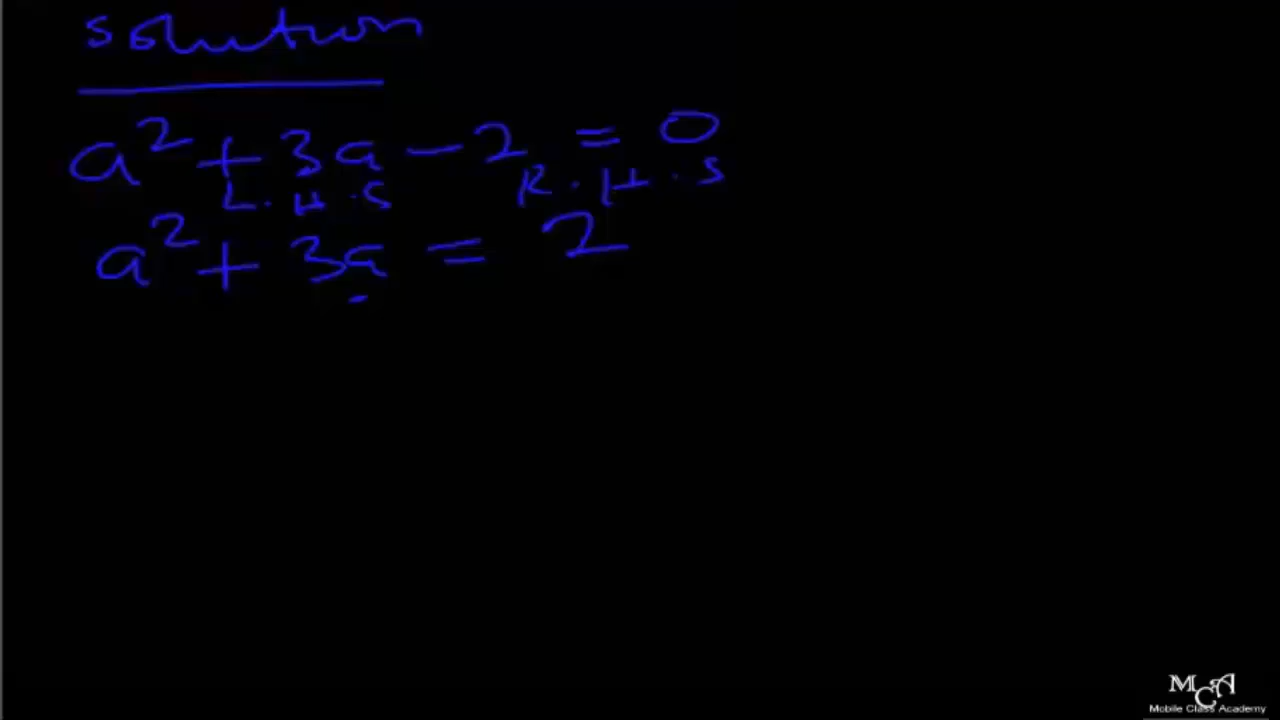 solution
a² + 3a - 2 = 0
L.H.S R.H.S
a² + 3a = 2
MCA
Mobile Class Academy